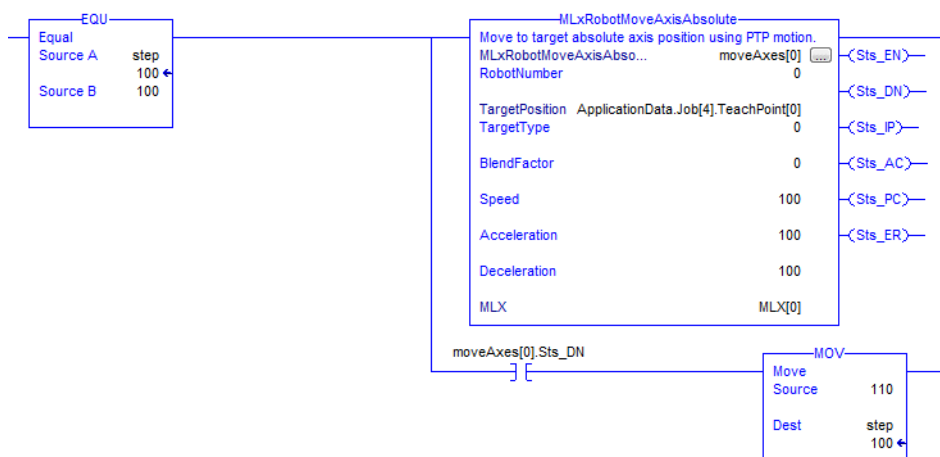 EQU
Equal
Source A step
100
Source B 100
MLxRobotMoveAxisAbsolute
Move to target absolute axis position using PTP motion.
MLxRobotMoveAxisAbso... moveAxes[0] ... (Sts_EN)
RobotNumber 0
(Sts_DN)
TargetPosition ApplicationData.Job[4].TeachPoint[0]
TargetType 0 (Sts_IP)
BlendFactor 0 (Sts_AC)
Speed 100 (Sts_PC)
Acceleration 100 (Sts_ER)
Deceleration 100
MLX MLX[0]
moveAxes[0].Sts_DN
MOV
Move
Source 110
Dest step
100